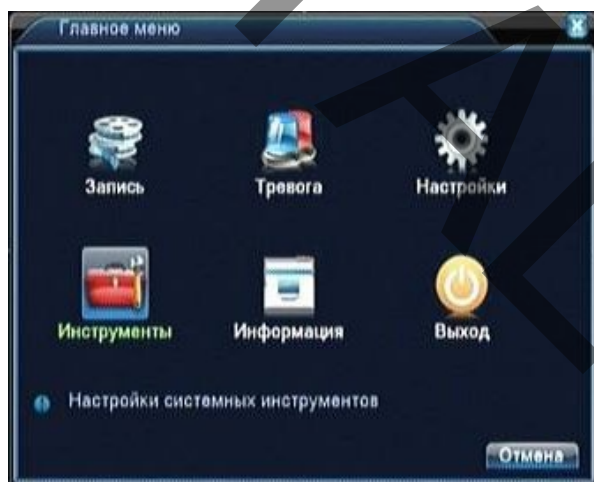 Главное меню
Запись Тревога Настройки
Инструменты Информация Выход
Настройки системных инструментов
Отмена